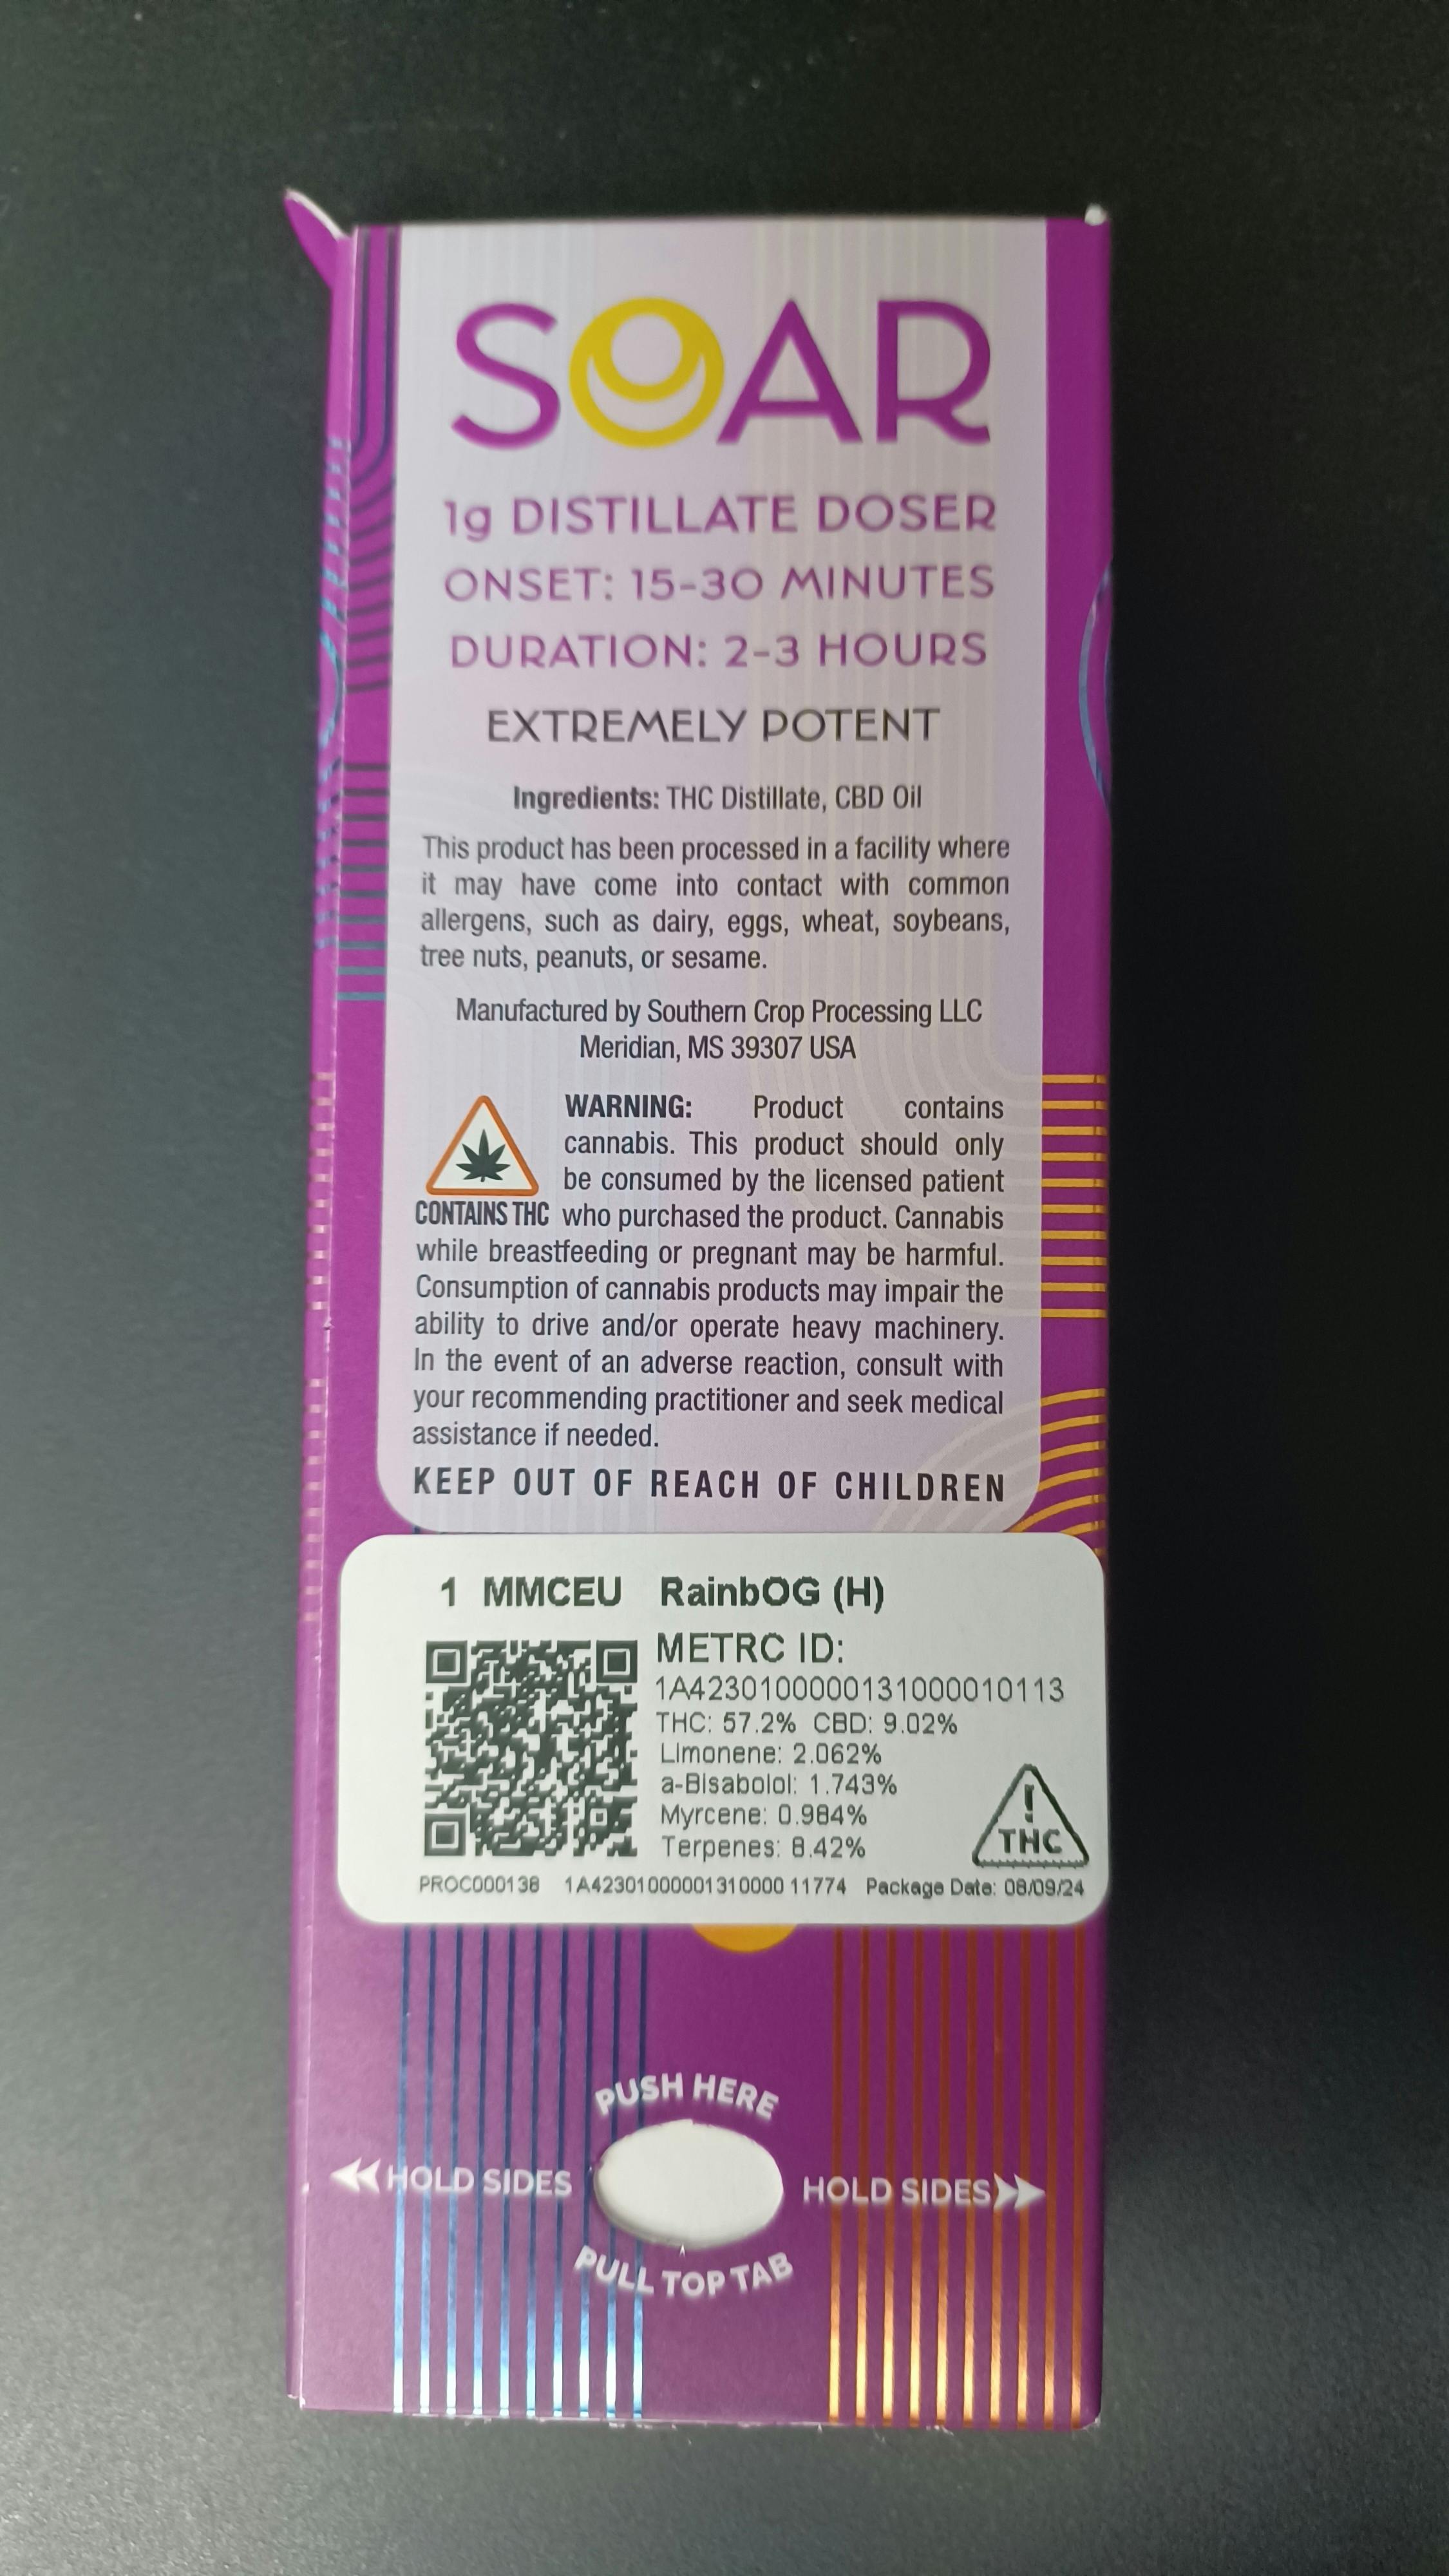 SOAR
1g DISTILLATE DOSER
ONSET: 15-30 MINUTES
DURATION: 2-3 HOURS
EXTREMELY POTENT
Ingredients: THC Distillate, CBD Oil
This product has been processed in a facility where
it may have come into contact with common
allergens, such as dairy, eggs, wheat, soybeans,
tree nuts, peanuts, or sesame.
Manufactured by Southern Crop Processing LLC
Meridian, MS 39307 USA
WARNING: Product contains
cannabis. This product should only
be consumed by the licensed patient
CONTAINS THC who purchased the product. Cannabis
while breastfeeding or pregnant may be harmful.
Consumption of cannabis products may impair the
ability to drive and/or operate heavy machinery.
In the event of an adverse reaction, consult with
your recommending practitioner and seek medical
assistance if needed.
KEEP OUT OF REACH OF CHILDREN
1 MMCEU RainbOG (H)
METRC ID:
1A4230100000131000010113
THC: 57.2% CBD: 9.02%
Limonene: 2.062%
a-Bisabolol: 1.743%
Myrcene: 0.984%
Terpenes: 8.42%
! THC
PROC000138 1A4230100000131000011774 Package Date: 08/09/24
PUSH HERE
HOLD SIDES HOLD SIDES
PULL TOP TAB